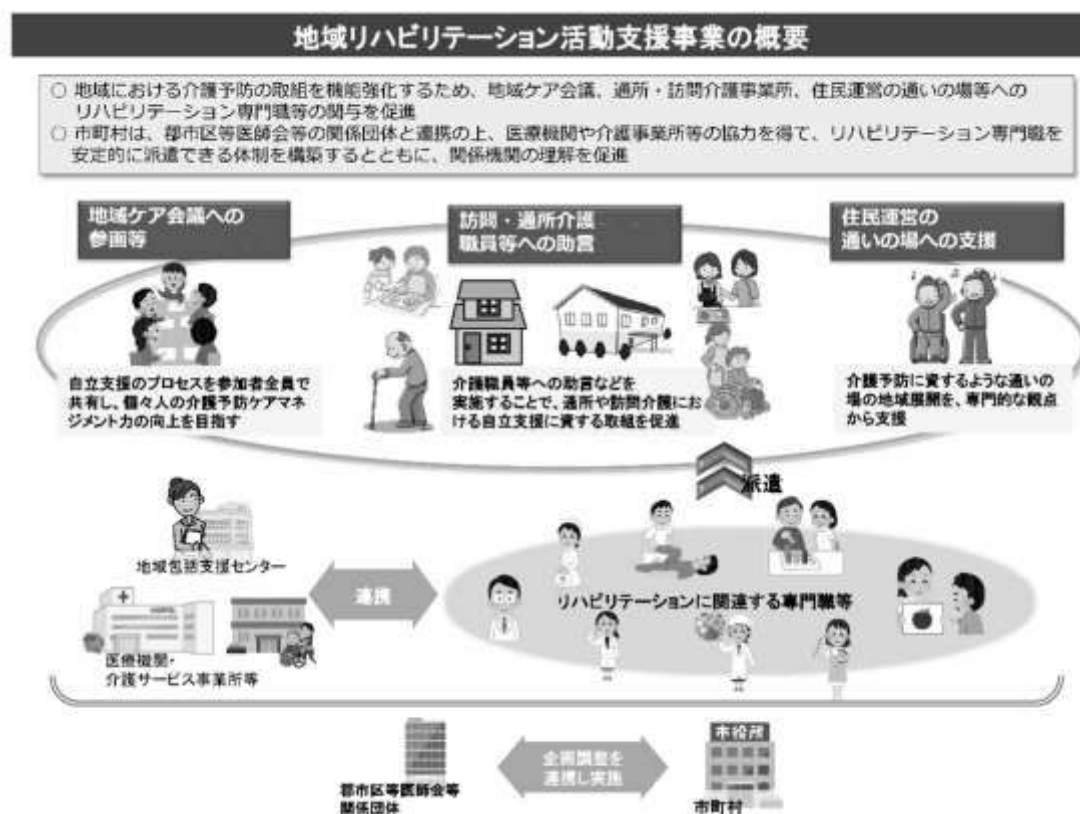 地域リハビリテーション活動支援事業の概要
○ 地域における介護予防の取組を機能強化するため、地域ケア会議、通所・訪問介護事業所、住民運営の通いの場等への
リハビリテーション専門職等の関与を促進
○ 市町村は、郡市区等医師会等の関係団体と連携の上、医療機関や介護事業所等の協力を得て、リハビリテーション専門職を
安定的に派遣できる体制を構築するとともに、関係機関の理解を促進
地域ケア会議への
参画等
訪問・通所介護
職員等への助言
住民運営の
通いの場への支援
自立支援のプロセスを参加者全員で
共有し、個々人の介護予防ケアマネ
ジメント力の向上を目指す
介護職員等への助言などを
実施することで、通所や訪問介護にお
ける自立支援に資する取組を促進
介護予防に資するような通いの
場の地域展開を、専門的な観点
から支援
派遣
地域包括支援センター
連携
リハビリテーションに関連する専門職等
医療機関・
介護サービス事業所等
企画調整を
連携し実施
市役所
郡市区等医師会等
関係団体
市町村